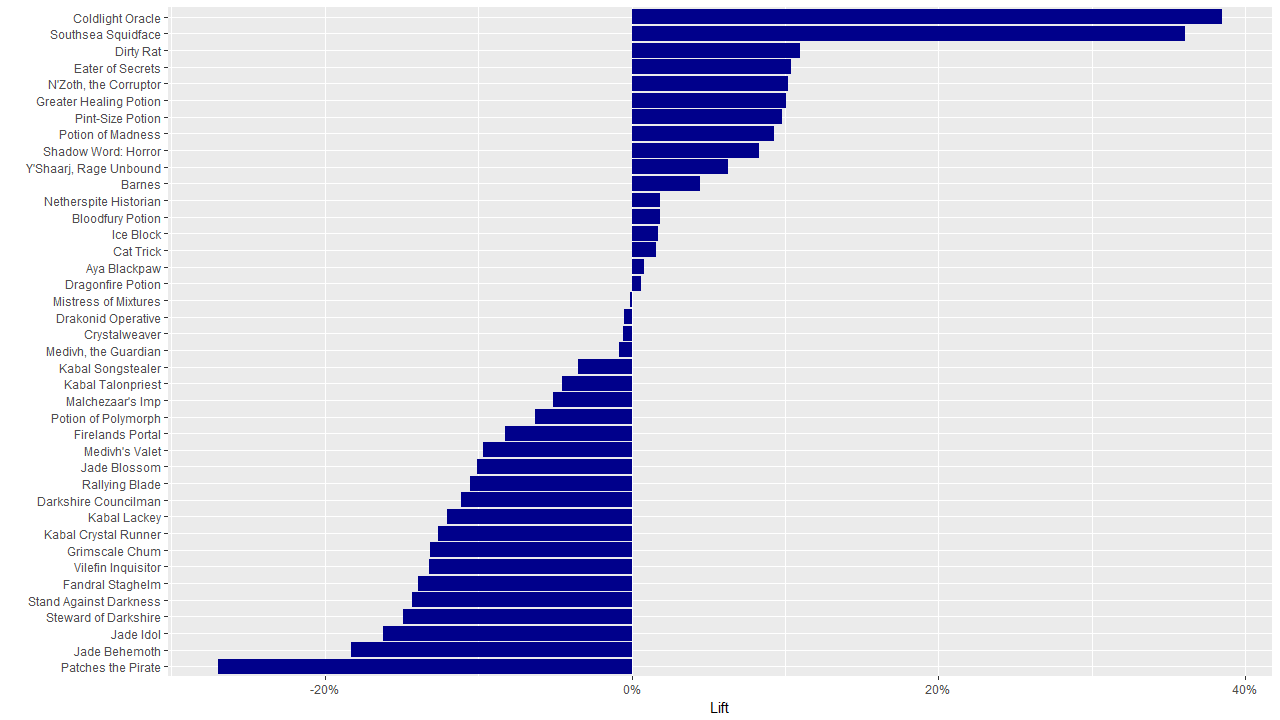 Coldlight Oracle
Southsea Squidface
Dirty Rat
Eater of Secrets
N'Zoth, the Corruptor
Greater Healing Potion
Pint-Size Potion
Potion of Madness
Shadow Word: Horror
Y'Shaarj, Rage Unbound
Barnes
Netherspite Historian
Bloodfury Potion
Ice Block
Cat Trick
Aya Blackpaw
Dragonfire Potion
Mistress of Mixtures
Drakonid Operative
Crystalweaver
Medivh, the Guardian
Kabal Songstealer
Kabal Talonpriest
Malchezaar's Imp
Potion of Polymorph
Firelands Portal
Medivh's Valet
Jade Blossom
Rallying Blade
Darkshire Councilman
Kabal Lackey
Kabal Crystal Runner
Grimscale Chum
Vilefin Inquisitor
Fandral Staghelm
Stand Against Darkness
Steward of Darkshire
Jade Idol
Jade Behemoth
Patches the Pirate
-20% 0% 20% 40%
Lift